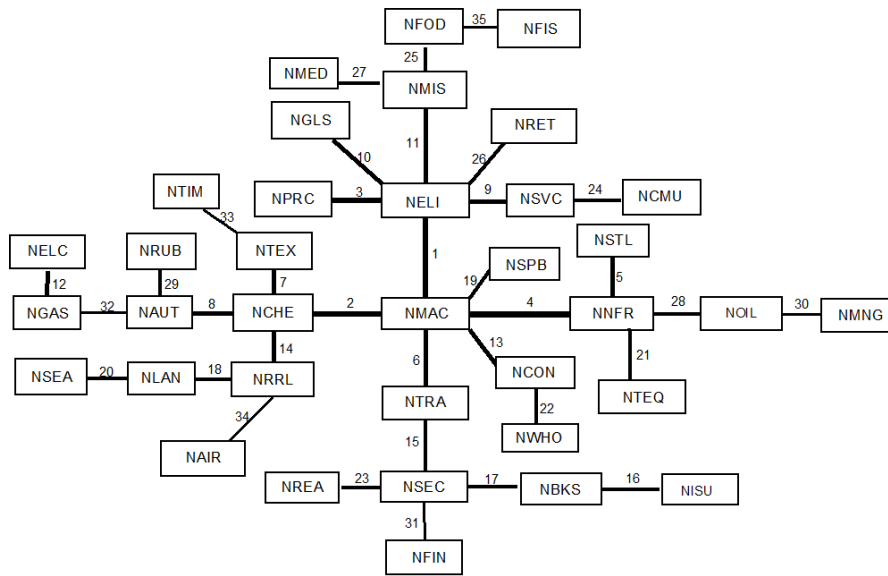 NFOD 35 NFIS
25
NMED 27 NMIS
NGLS NRET
11
10 26
NTIM NPRC 3 NELI 9 NSVC 24 NCMU
33
NELC NRUB NTEX 1 NSPB NSTL
12 29 7 19 5
NGAS 32 NAUT 8 NCHE 2 NMAC 4 NNFR 28 NOIL 30 NMNG
14 6 13 21
NSEA 20 NLAN 18 NRRL NCON
NTRA NTEQ
34 22
NAIR 15 NWHO
NREA 23 NSEC 17 NBKS 16 NISU
31
NFIN